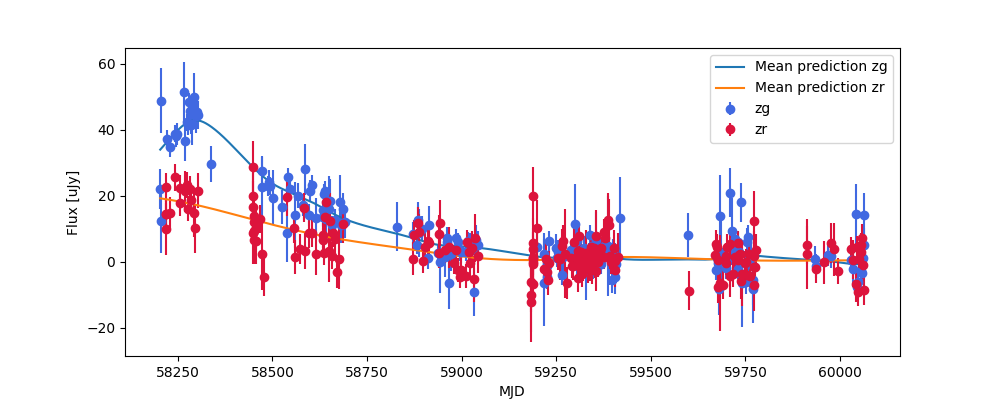 60
40
20
0
−20
Flux [uJy]
58250 58500 58750 59000 59250 59500 59750 60000
MJD
Mean prediction zg
Mean prediction zr
zg
zr